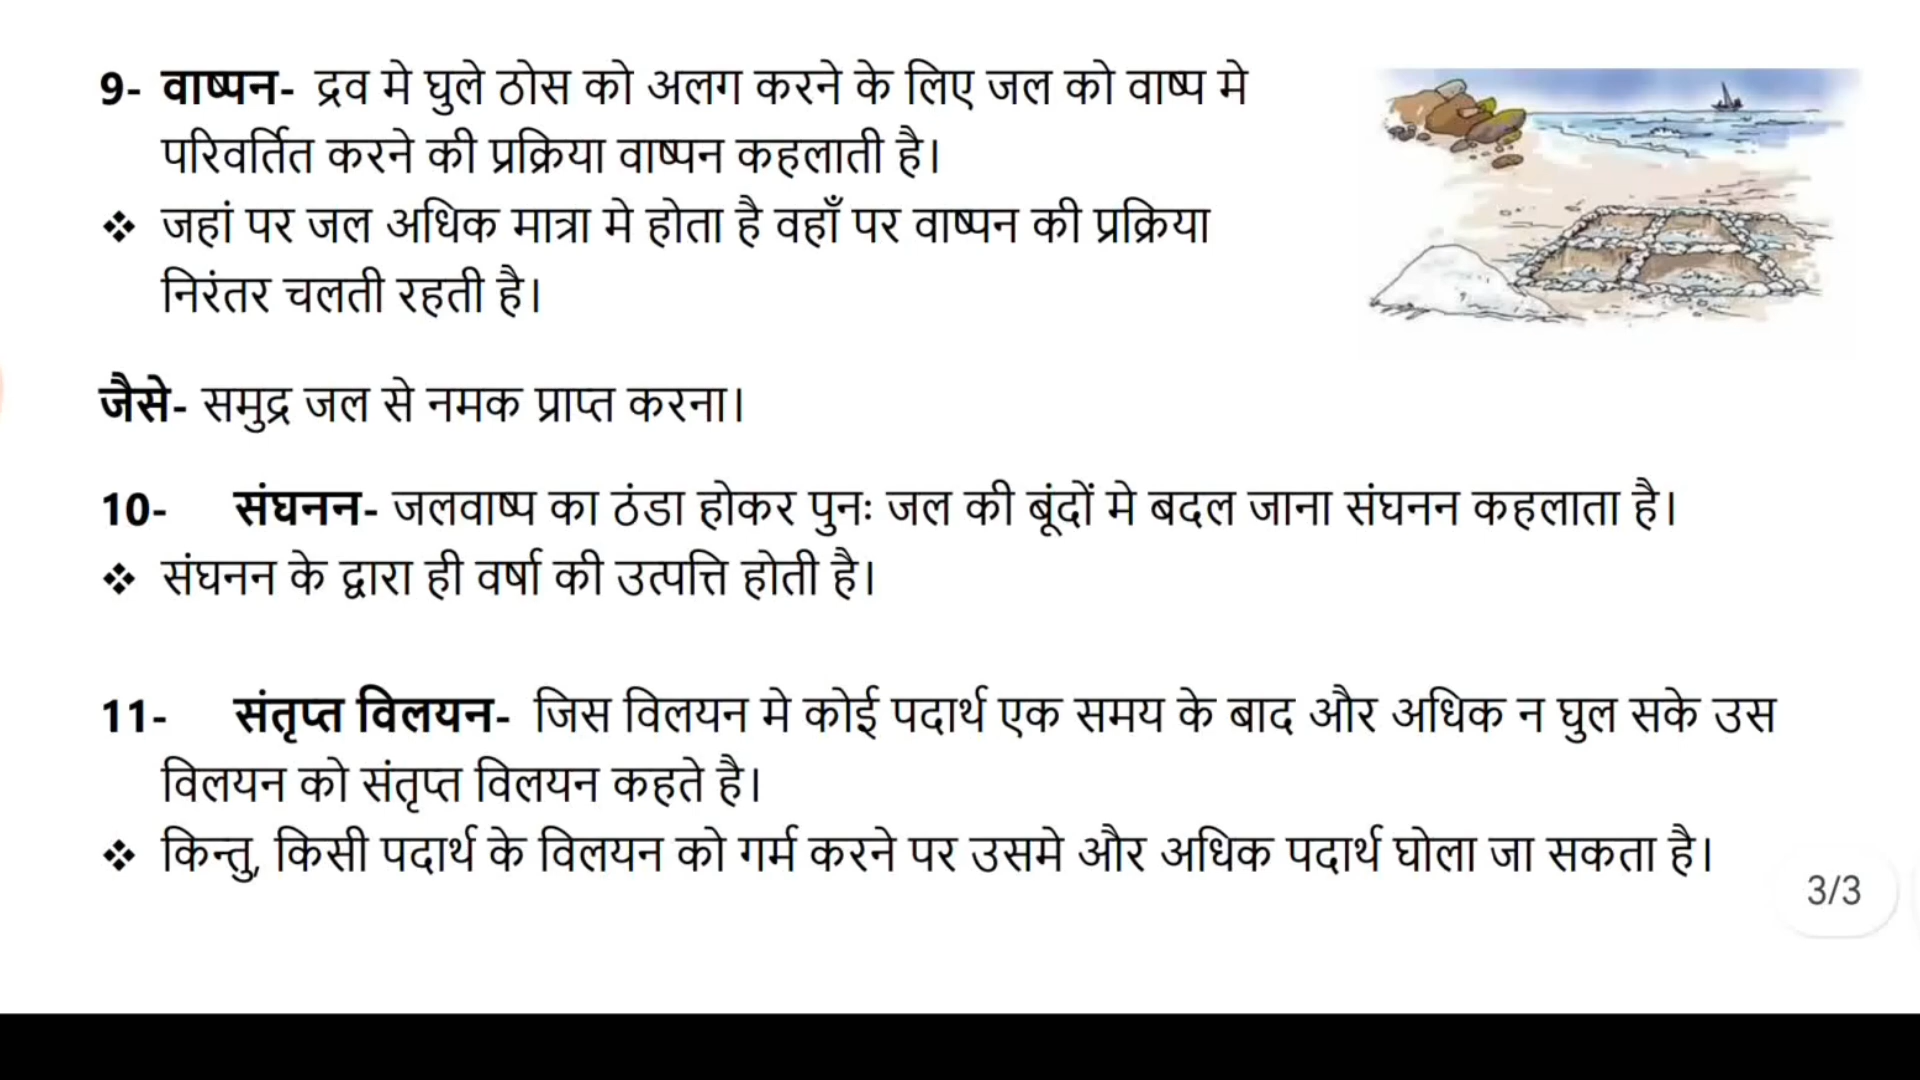 9- वाष्पन- द्रव मे घुले ठोस को अलग करने के लिए जल को वाष्प मे
परिवर्तित करने की प्रक्रिया वाष्पन कहलाती है।
❖ जहां पर जल अधिक मात्रा मे होता है वहाँ पर वाष्पन की प्रक्रिया
निरंतर चलती रहती है।
जैसे- समुद्र जल से नमक प्राप्त करना।
10- संघनन- जलवाष्प का ठंडा होकर पुनः जल की बूंदों मे बदल जाना संघनन कहलाता है।
❖ संघनन के द्वारा ही वर्षा की उत्पत्ति होती है।
11- संतृप्त विलयन- जिस विलयन मे कोई पदार्थ एक समय के बाद और अधिक न घुल सके उस
विलयन को संतृप्त विलयन कहते है।
❖ किन्तु, किसी पदार्थ के विलयन को गर्म करने पर उसमे और अधिक पदार्थ घोला जा सकता है।
3/3